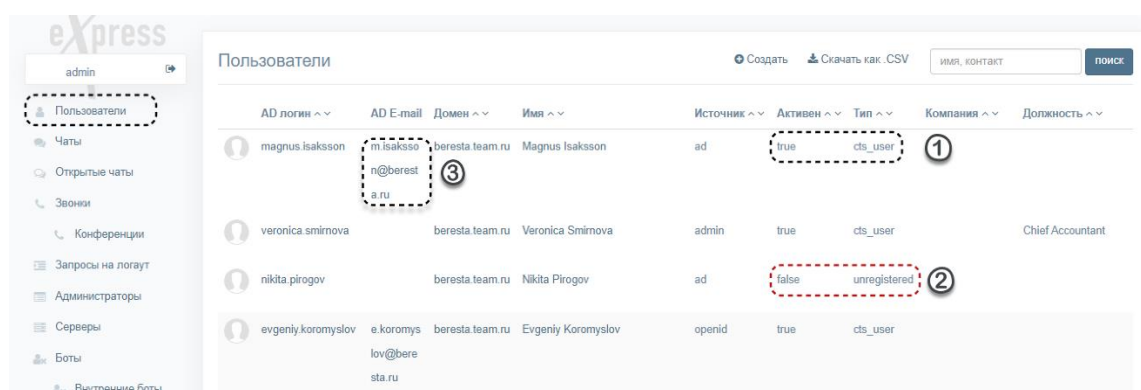 eXpress
admin
Пользователи
Чаты
Открытые чаты
Звонки
Конференции
Запросы на логаут
Администраторы
Серверы
Боты
Внутренние боты
Пользователи
Создать Скачать как .CSV имя, контакт ПОИСК
AD логин AD E-mail Домен Имя Источник Активен Тип Компания Должность
magnus.isaksson m.isaksso beresta.team.ru Magnus Isaksson ad true cts_user 1
n@berest 3
a.ru
veronica.smirnova beresta.team.ru Veronica Smirnova admin true cts_user Chief Accountant
nikita.pirogov beresta.team.ru Nikita Pirogov ad false unregistered 2
evgeniy.koromyslov e.koromys beresta.team.ru Evgeniy Koromyslov openid true cts_user
lov@bere
sta.ru